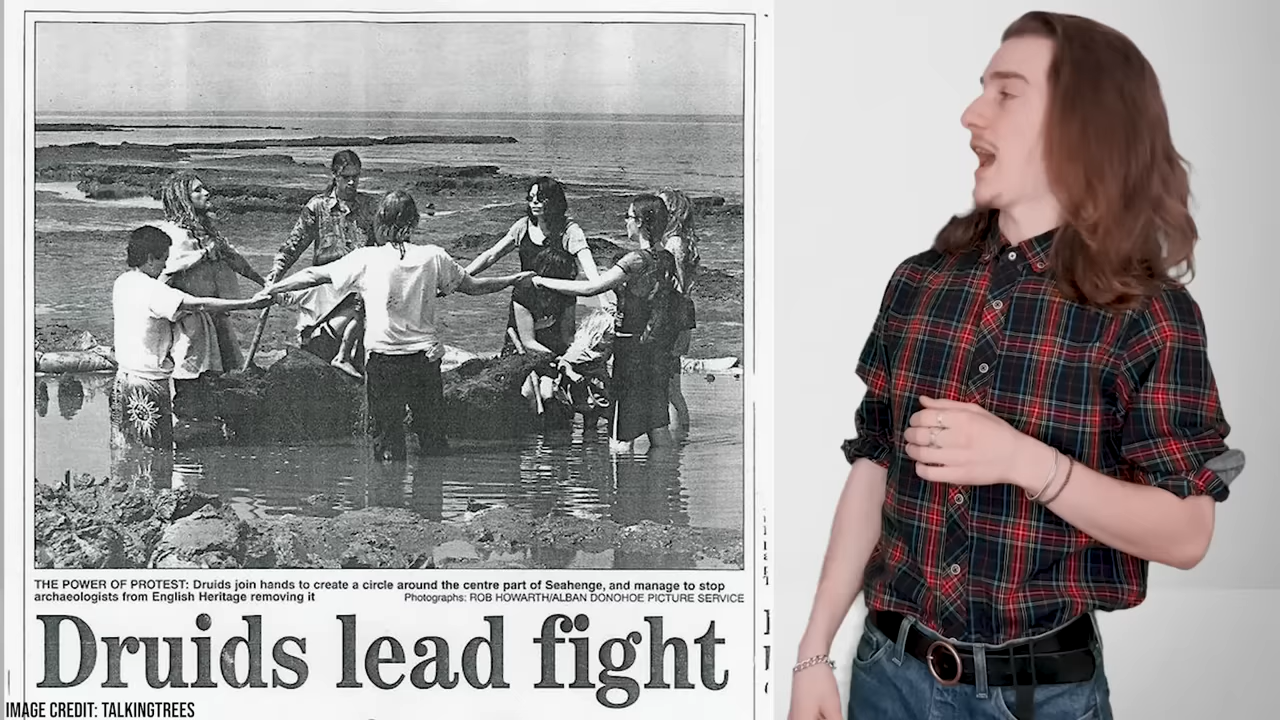 THE POWER OF PROTEST: Druids join hands to create a circle around the centre part of Seahenge, and manage to stop
archaeologists from English Heritage removing it
Photographs: ROB HOWARTH/ALBAN DONOHOE PICTURE SERVICE
Druids lead fight
IMAGE CREDIT: TALKINGTREES